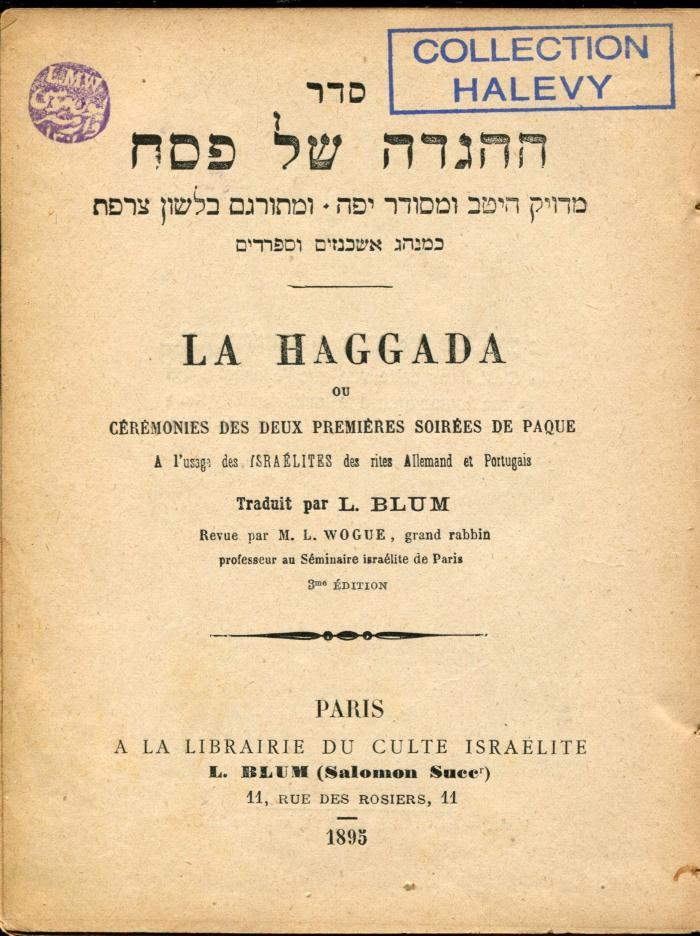 COLLECTION
HALEVY
L.MW
סדר
ההגדה של פסח
מדויק היטב ומסודר יפה · ומתורגם בלשון צרפת
כמנהג אשכנזים וספרדים
LA HAGGADA
OU
CÉRÉMONIES DES DEUX PREMIÈRES SOIRÉES DE PAQUE
A l'usage des ISRAÉLITES des rites Allemand et Portugais
Traduit par L. BLUM
Revue par M. L. WOGUE, grand rabbin
professeur au Séminaire israélite de Paris
3me ÉDITION
PARIS
A LA LIBRAIRIE DU CULTE ISRAÉLITE
L. BLUM (Salomon Succr)
11, RUE DES ROSIERS, 11
1895